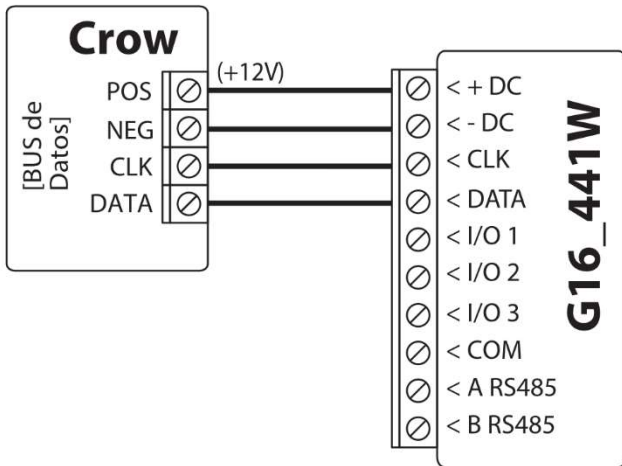 Crow
[BUS de
Datos]
POS
NEG
CLK
DATA
(+12V)
< + DC
< - DC
< CLK
< DATA
< I/O 1
< I/O 2
< I/O 3
< COM
< A RS485
< B RS485
G16_441W